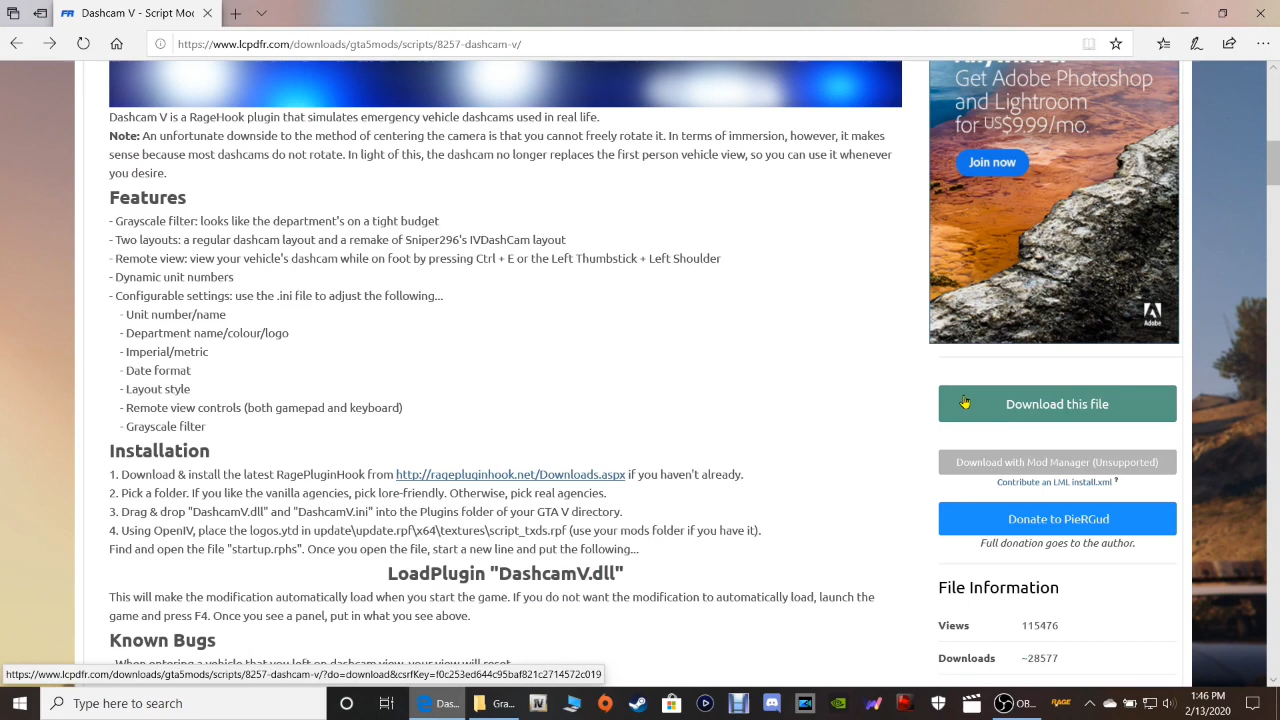 Dashcam V
https://www.lcpdfr.com/downloads/gta5mods/scripts/8257-dashcam-v/
Dashcam V is a RageHook plugin that simulates emergency vehicle dashcams used in real life.
Note: An unfortunate downside to the method of centering the camera is that you cannot freely rotate it. In terms of immersion, however, it makes
sense because most dashcams do not rotate. In light of this, the dashcam no longer replaces the first person vehicle view, so you can use it whenever
you desire.
Features
- Grayscale filter: looks like the department's on a tight budget
- Two layouts: a regular dashcam layout and a remake of Sniper296's IVDashCam layout
- Remote view: view your vehicle's dashcam while on foot by pressing Ctrl + E or the Left Thumbstick + Left Shoulder
- Dynamic unit numbers
- Configurable settings: use the .ini file to adjust the following...
- Unit number/name
- Department name/colour/logo
- Imperial/metric
- Date format
- Layout style
- Remote view controls (both gamepad and keyboard)
- Grayscale filter
Installation
1. Download & install the latest RagePluginHook from http://ragepluginhook.net/Downloads.aspx if you haven't already.
2. Pick a folder. If you like the vanilla agencies, pick lore-friendly. Otherwise, pick real agencies.
3. Drag & drop "DashcamV.dll" and "DashcamV.ini" into the Plugins folder of your GTA V directory.
4. Using OpenIV, place the logos.ytd in update\update.rpf\x64\textures\script_txds.rpf (use your mods folder if you have it).
Find and open the file "startup.rphs". Once you open the file, start a new line and put the following...
LoadPlugin "DashcamV.dll"
This will make the modification automatically load when you start the game. If you do not want the modification to automatically load, launch the
game and press F4. Once you see a panel, put in what you see above.
Known Bugs
- When entering a vehicle that you left on dashcam view, your view will reset
https://www.lcpdfr.com/downloads/gta5mods/scripts/8257-dashcam-v/?do=download&csrfKey=f0c253ed644c95baf821c2714572c019
Get Adobe Photoshop
and Lightroom
for US$9.99/mo.
Join now
Adobe
Download this file
Download with Mod Manager (Unsupported)
Contribute an LML install.xml ?
Donate to PieRGud
Full donation goes to the author.
File Information
Views 115476
Downloads ~28577
Type here to search
Das...
Gra...
OB...
RAGE
1:46 PM
2/13/2020